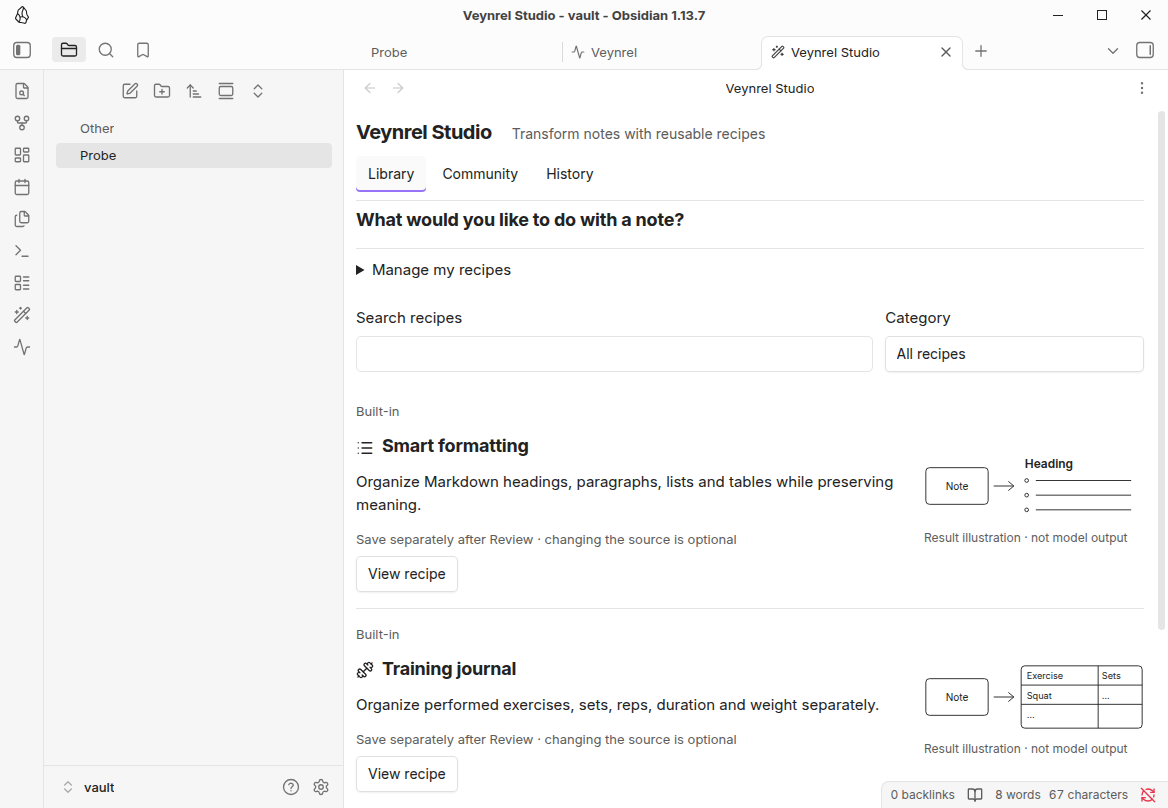 Veynrel Studio - vault - Obsidian 1.13.7
Probe
Veynrel
Veynrel Studio
Other
Probe
Veynrel Studio
Veynrel Studio
Transform notes with reusable recipes
Library
Community
History
What would you like to do with a note?
Manage my recipes
Search recipes
Category
All recipes
Built-in
Smart formatting
Organize Markdown headings, paragraphs, lists and tables while preserving
meaning.
Save separately after Review · changing the source is optional
View recipe
Note
Heading
Result illustration · not model output
Built-in
Training journal
Organize performed exercises, sets, reps, duration and weight separately.
Save separately after Review · changing the source is optional
View recipe
Note
Exercise Sets
Squat ...
...
Result illustration · not model output
vault
0 backlinks 8 words 67 characters